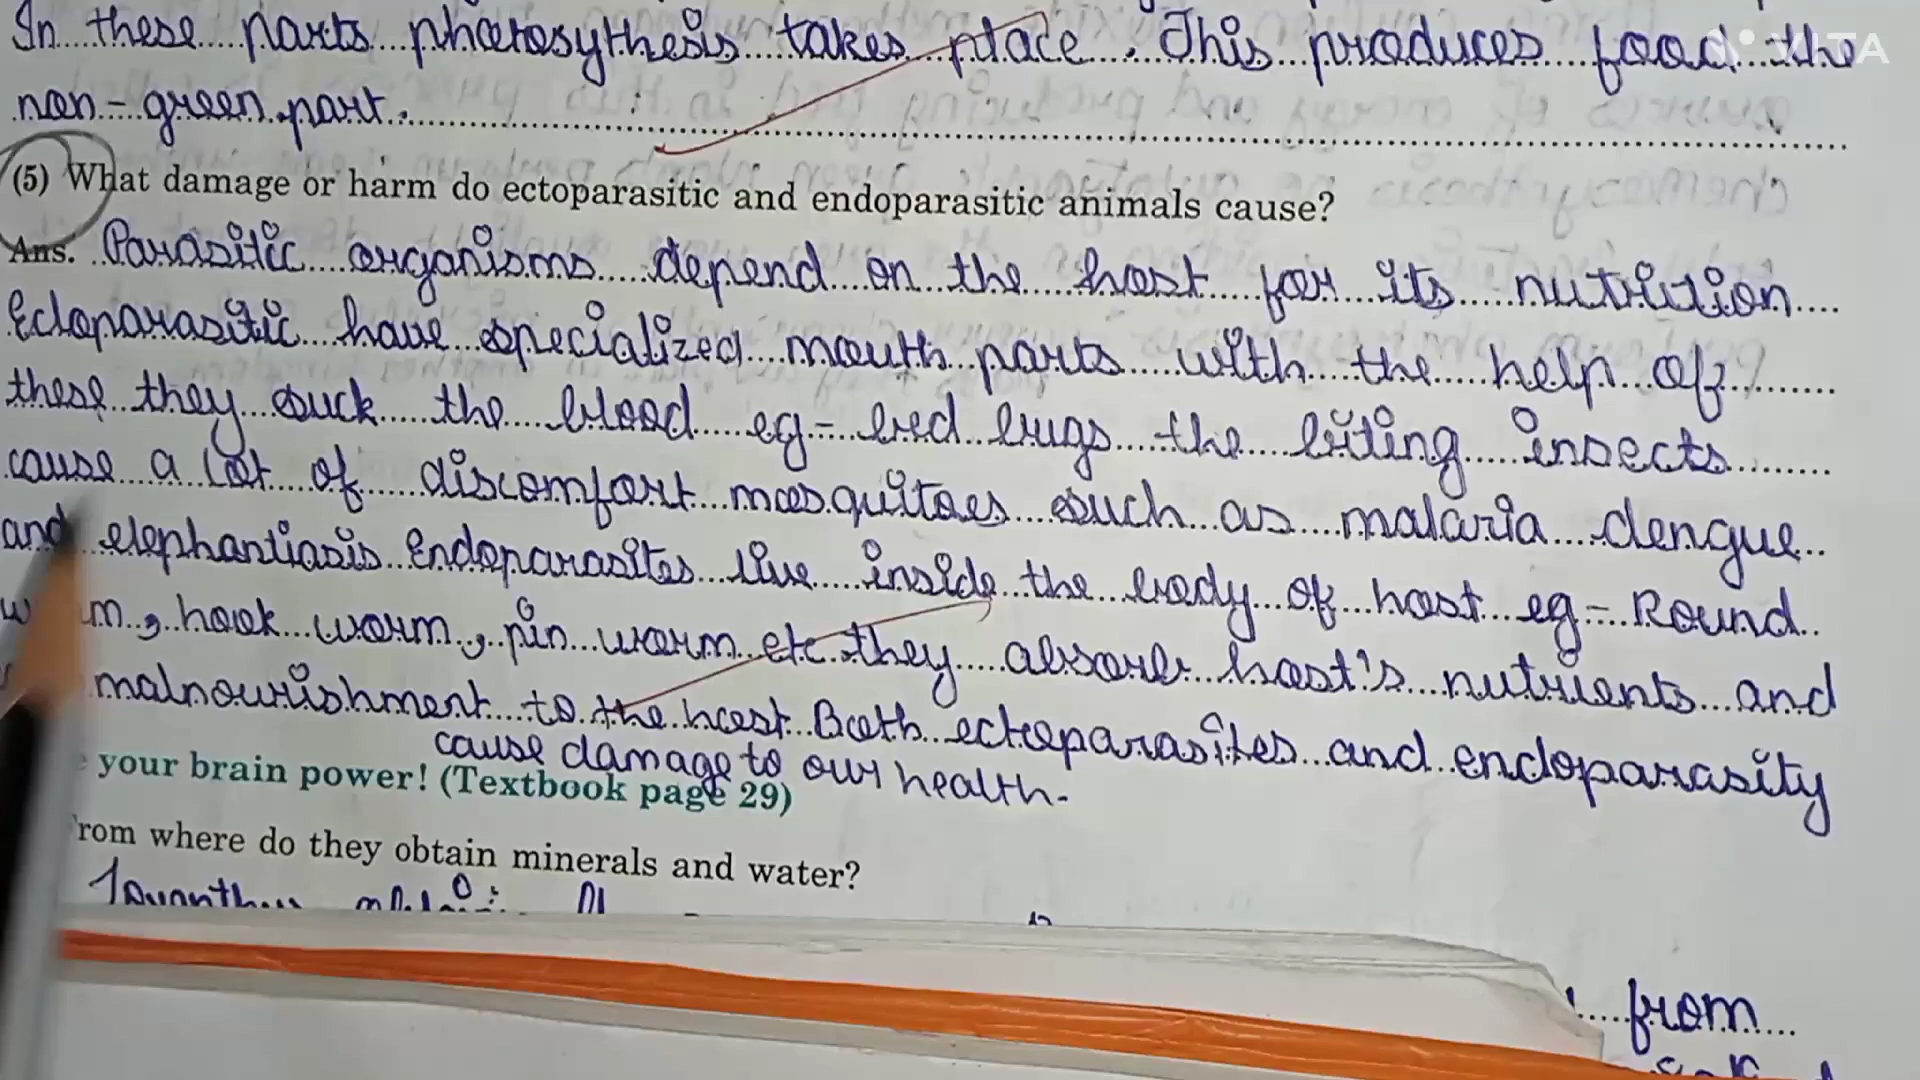 In these parts photosythesis takes place. This produces food the
VITA
non-green part.
(5) What damage or harm do ectoparasitic and endoparasitic animals cause?
Ans. Parasitic organisms depend on the host for its nutrition
Ectoparasitic have specialized mouth parts with the help of
these they suck the blood eg- bed bugs the biting insects
cause a lot of discomfort mosquitoes such as malaria dengue
and elephantiasis Endoparasites live inside the body of host eg- Round
hook worm, pin worm etc they absorb host's nutrients and
malnourishment to the host Both ectoparasites and endoparasity
cause damage to our health.
your brain power! (Textbook page 29)
rom where do they obtain minerals and water?
from